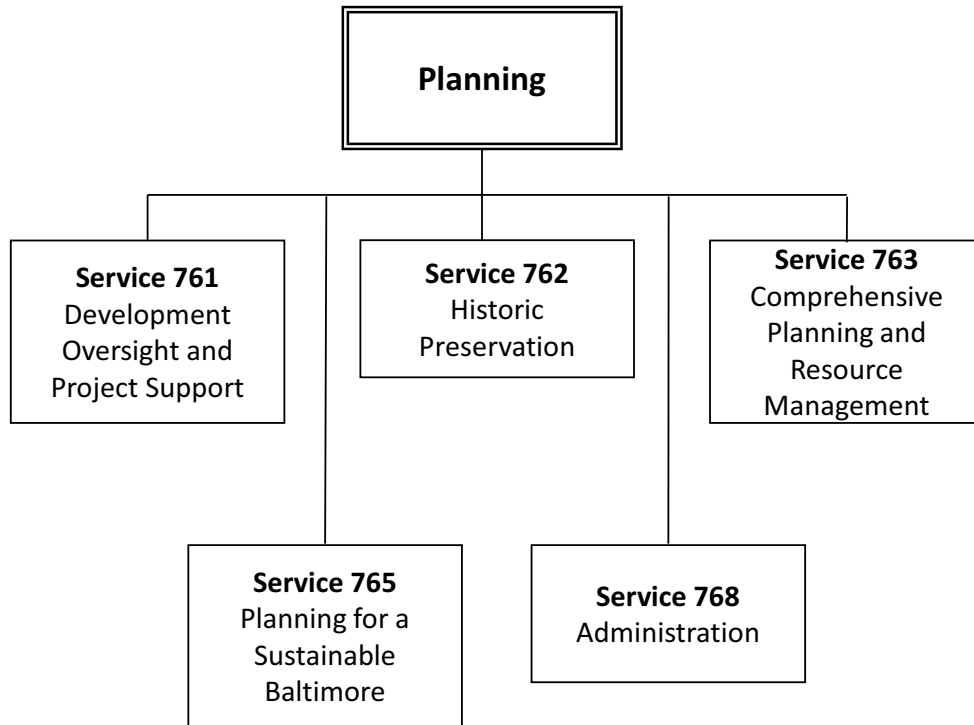 Planning
Service 761
Development
Oversight and
Project Support
Service 762
Historic
Preservation
Service 763
Comprehensive
Planning and
Resource
Management
Service 765
Planning for a
Sustainable
Baltimore
Service 768
Administration